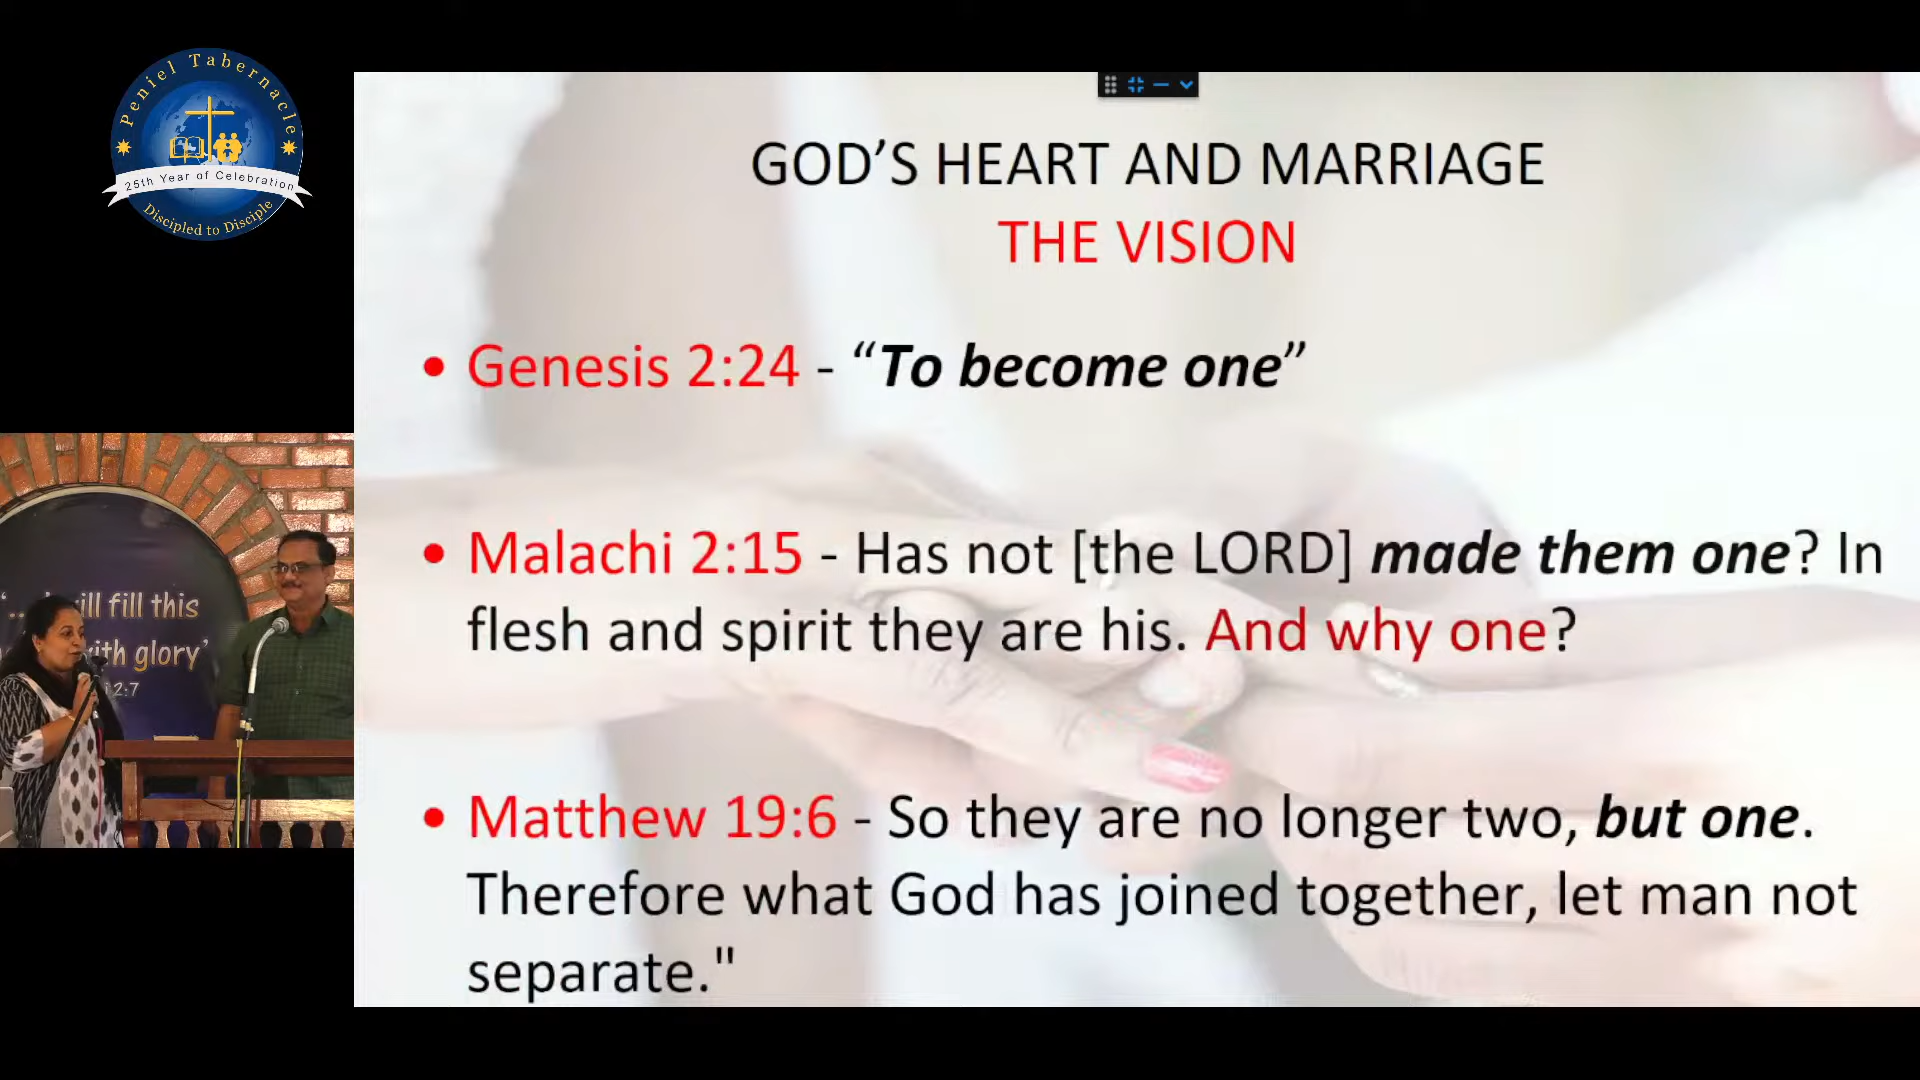 Peniel Tabernacle
25th Year of Celebration
Discipled to Disciple
GOD’S HEART AND MARRIAGE
THE VISION
• Genesis 2:24 - “To become one”
• Malachi 2:15 - Has not [the LORD] made them one? In
flesh and spirit they are his. And why one?
• Matthew 19:6 - So they are no longer two, but one.
Therefore what God has joined together, let man not
separate."
ill fill this
with glory’
2:7